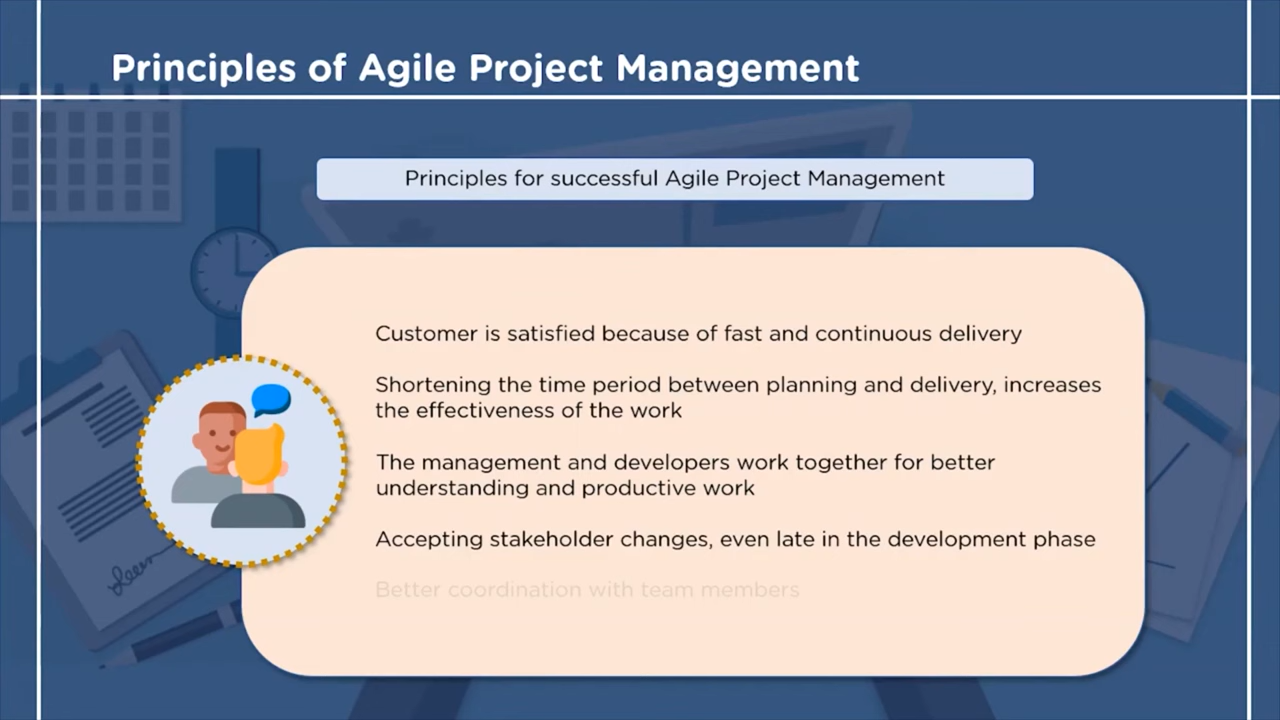 Principles of Agile Project Management
Principles for successful Agile Project Management
Customer is satisfied because of fast and continuous delivery
Shortening the time period between planning and delivery, increases
the effectiveness of the work
The management and developers work together for better
understanding and productive work
Accepting stakeholder changes, even late in the development phase
Better coordination with team members